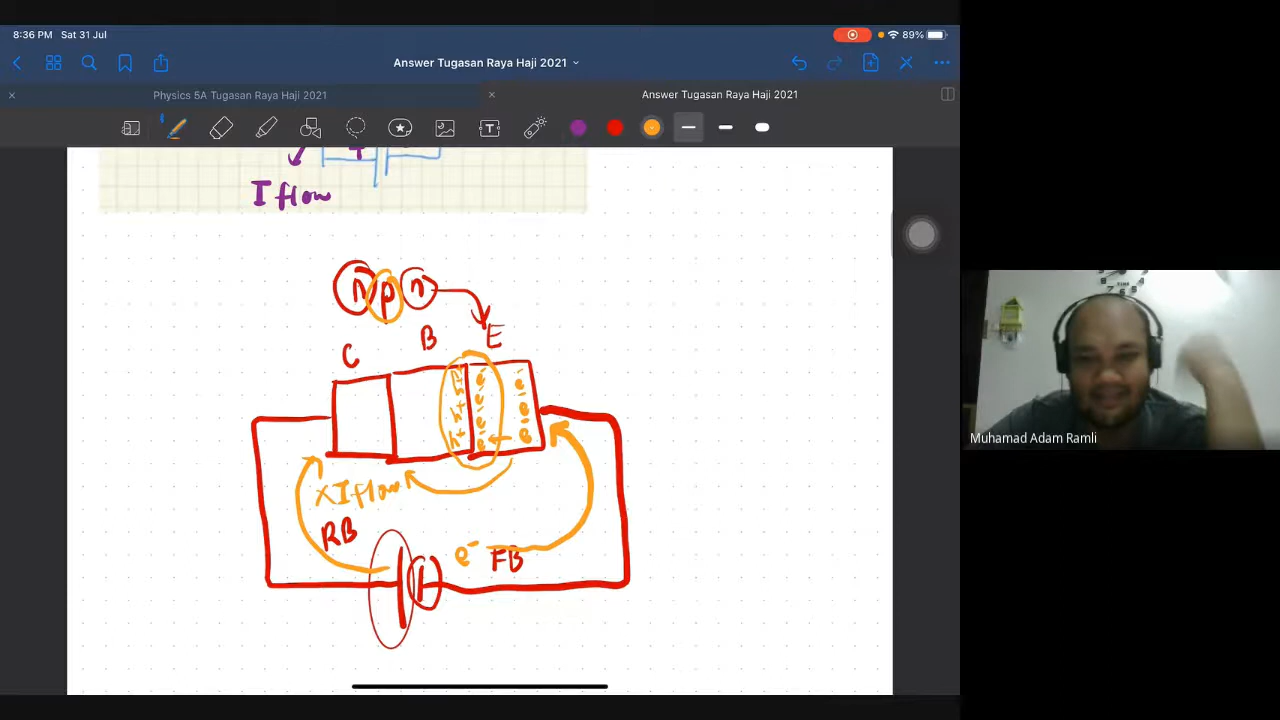 8:36 PM Sat 31 Jul
89%
Answer Tugasan Raya Haji 2021
Physics 5A Tugasan Raya Haji 2021
Answer Tugasan Raya Haji 2021
I flow
n p n
C B E
h+ h+ h+
e- e- e- e-
e- e- e-
X I flow
RB
e- FB
Muhamad Adam Ramli